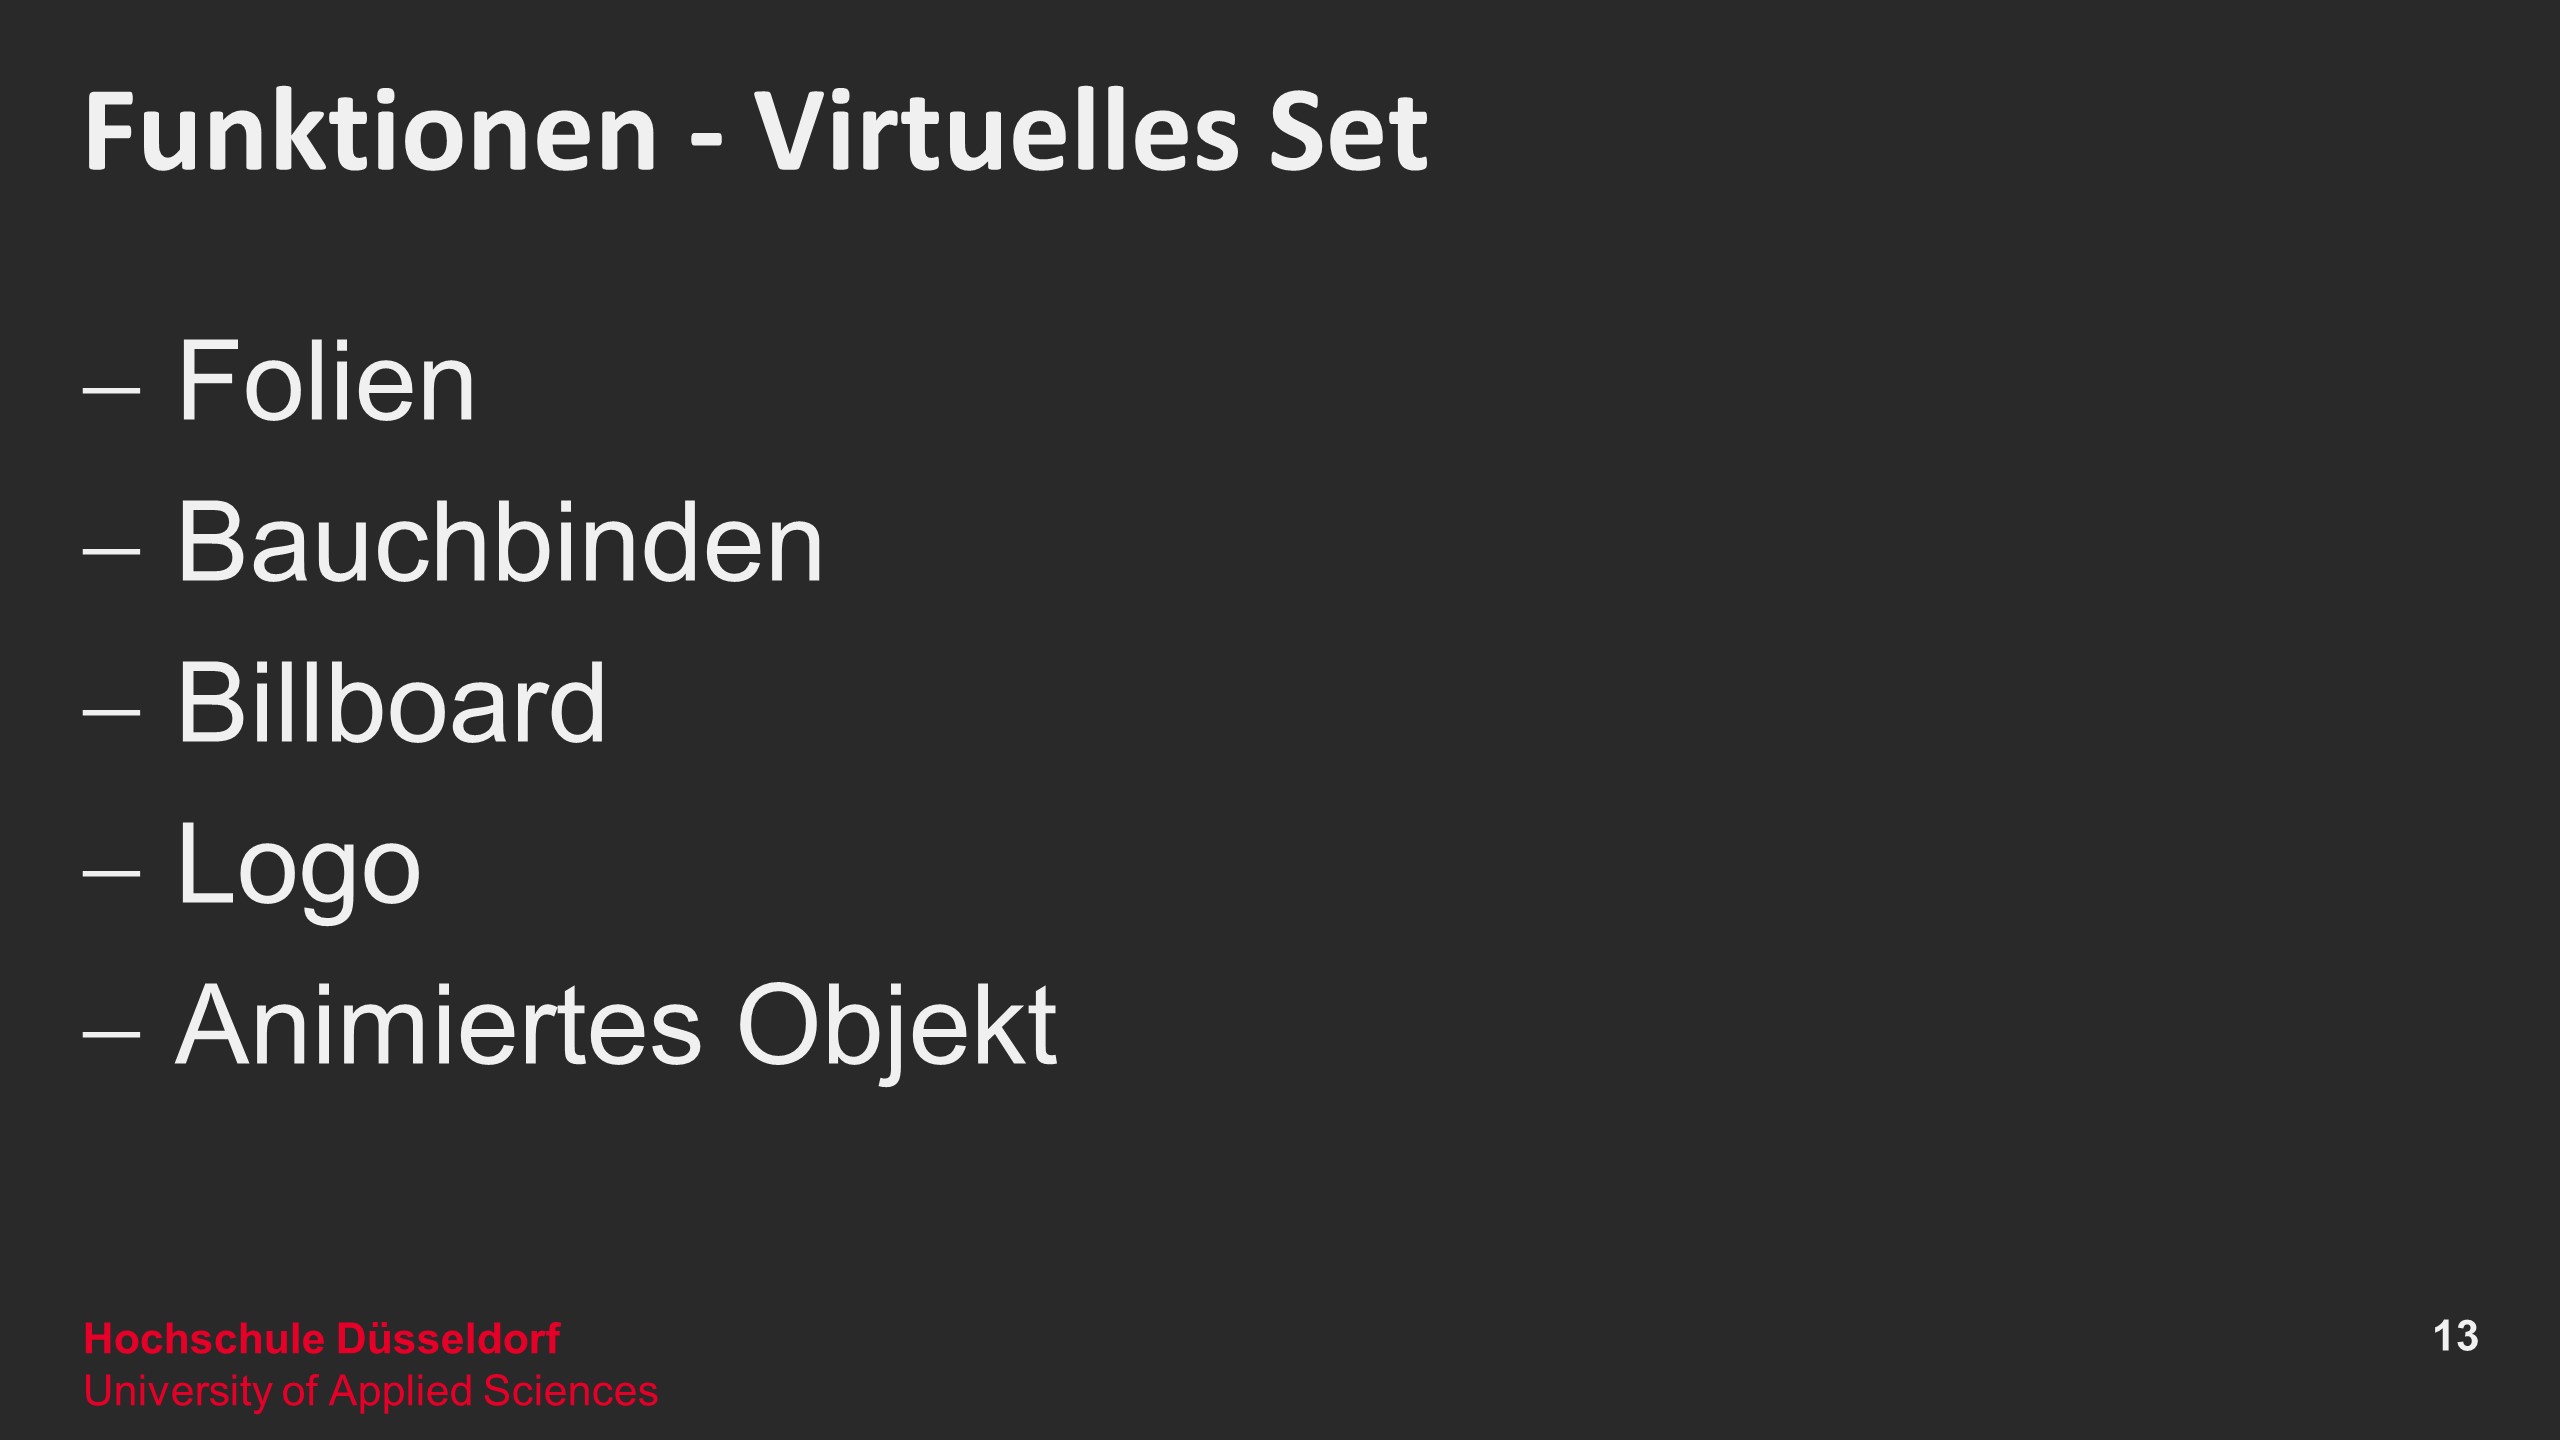 Funktionen - Virtuelles Set
– Folien
– Bauchbinden
– Billboard
– Logo
– Animiertes Objekt
Hochschule Düsseldorf
University of Applied Sciences
13